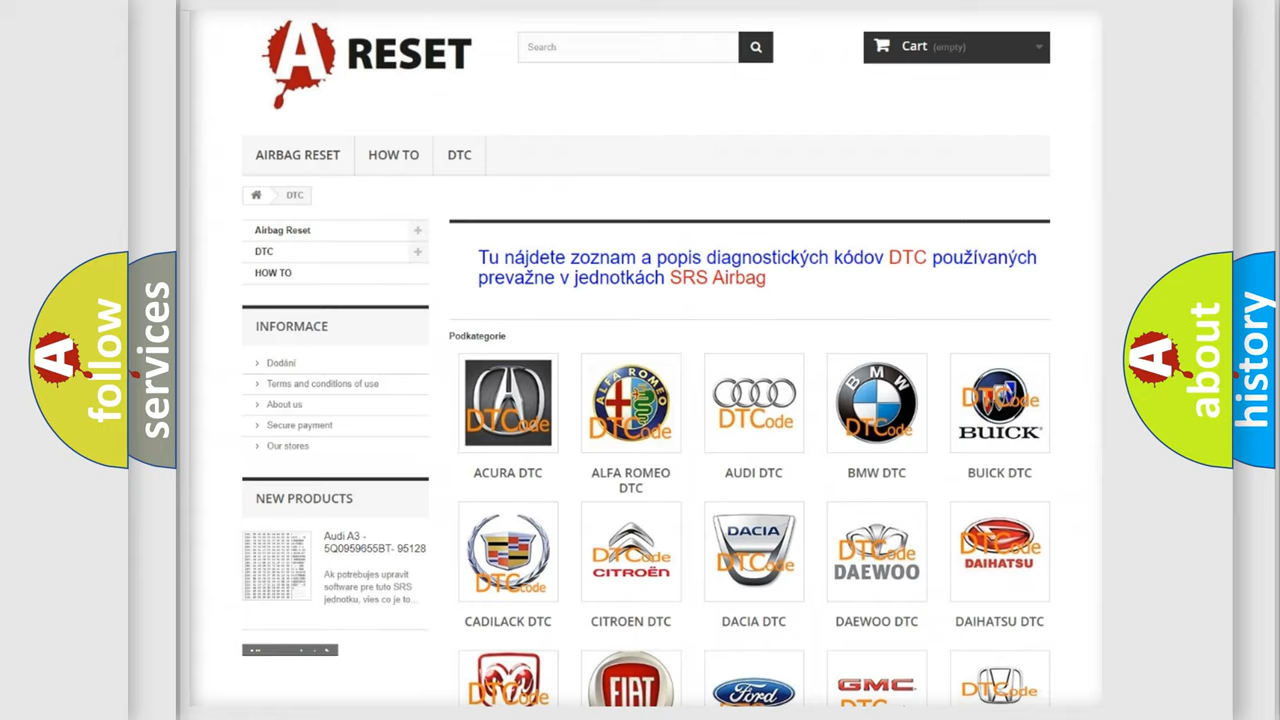 A RESET
Search
Cart (empty)
AIRBAG RESET
HOW TO
DTC
DTC
Airbag Reset
DTC
HOW TO
Tu nájdete zoznam a popis diagnostických kódov DTC používaných
prevažne v jednotkách SRS Airbag
INFORMACE
Dodání
Terms and conditions of use
About us
Secure payment
Our stores
Podkategorie
DTCode
ALFA ROMEO
DTCode
DTCode
BMW
DTCode
DTCode
BUICK
ACURA DTC
ALFA ROMEO
DTC
AUDI DTC
BMW DTC
BUICK DTC
NEW PRODUCTS
Audi A3 -
5Q0959655BT- 95128
Ak potrebujes upravit
software pre tuto SRS
jednotku, vies co je to...
DTCode
DTCode
CITROËN
DACIA
DTCode
DTCode
DAEWOO
DTCode
DAIHATSU
CADILACK DTC
CITROEN DTC
DACIA DTC
DAEWOO DTC
DAIHATSU DTC
DTCode
FIAT
Ford
GMC
DTCode
A follow
services
A about
history